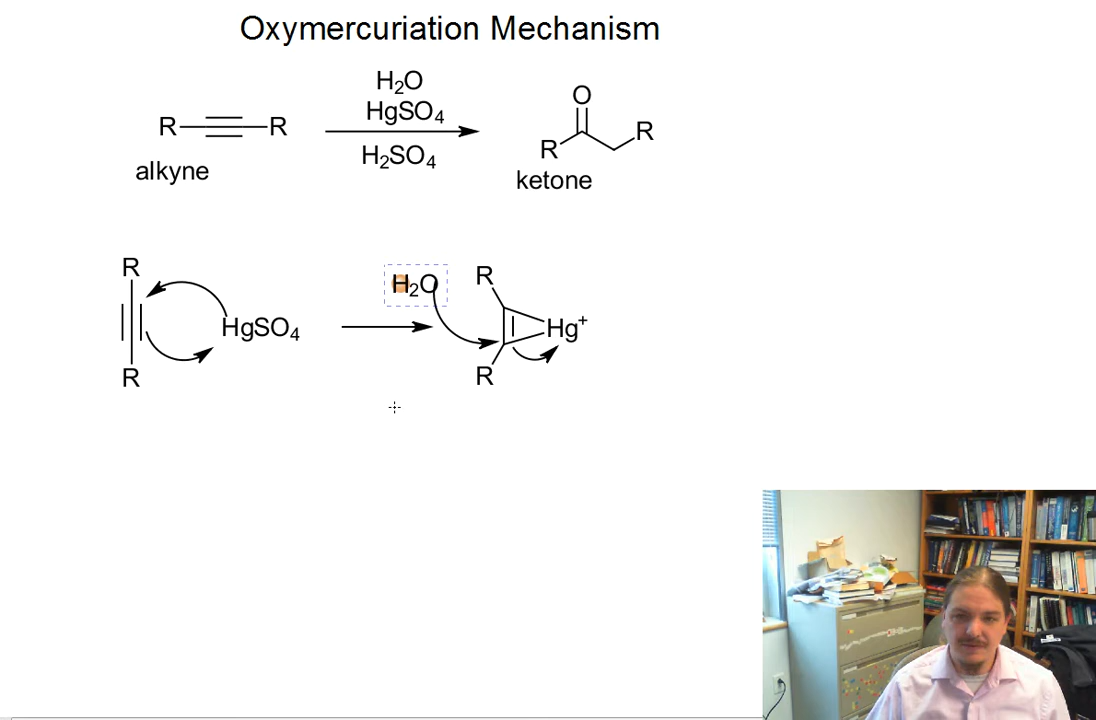 Oxymercuriation Mechanism
H₂O
HgSO₄
H₂SO₄
R
R
alkyne
O
R
R
ketone
R
R
HgSO₄
H₂O
R
R
Hg⁺